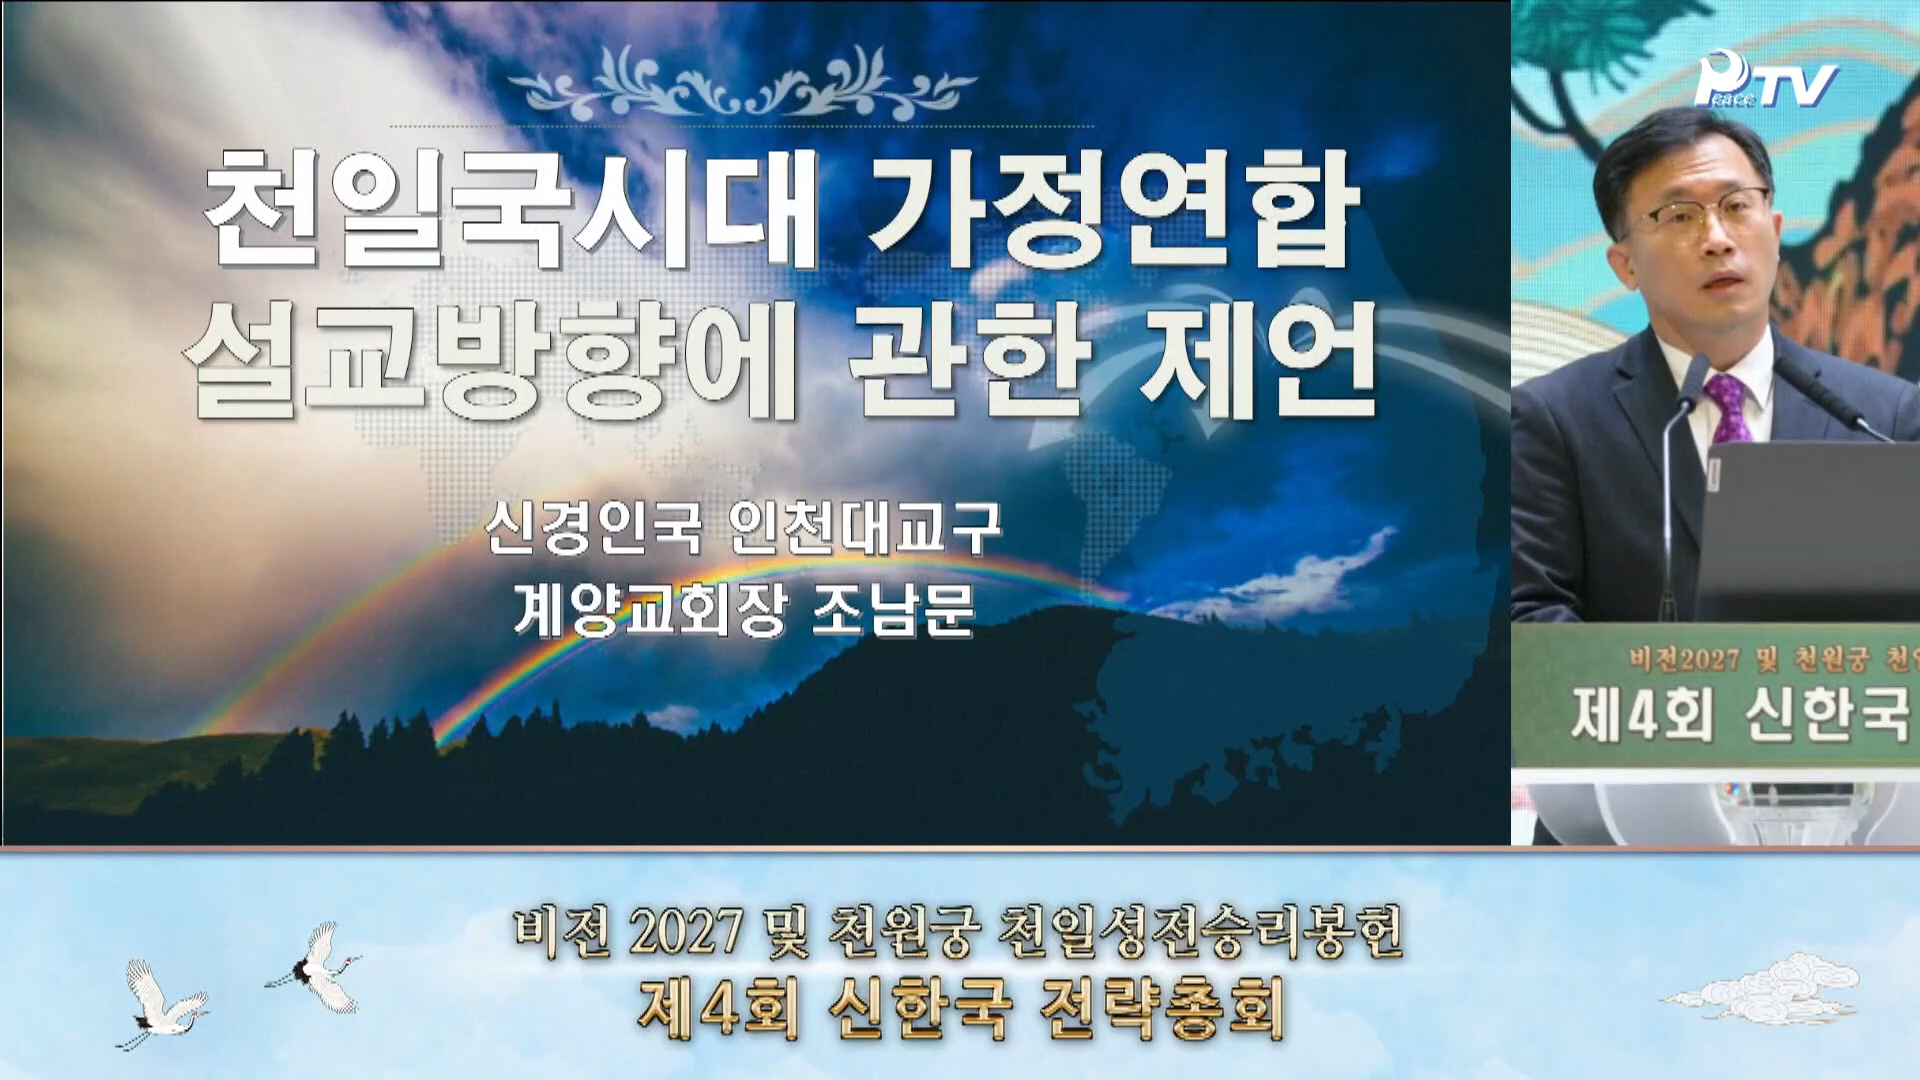 천일국시대 가정연합
설교방향에 관한 제언
신경인국 인천대교구
계양교회장 조남문
Peace TV
비전2027 및 천원궁 천일
제4회 신한국
비전 2027 및 천원궁 천일성전승리봉헌
제4회 신한국 전략총회